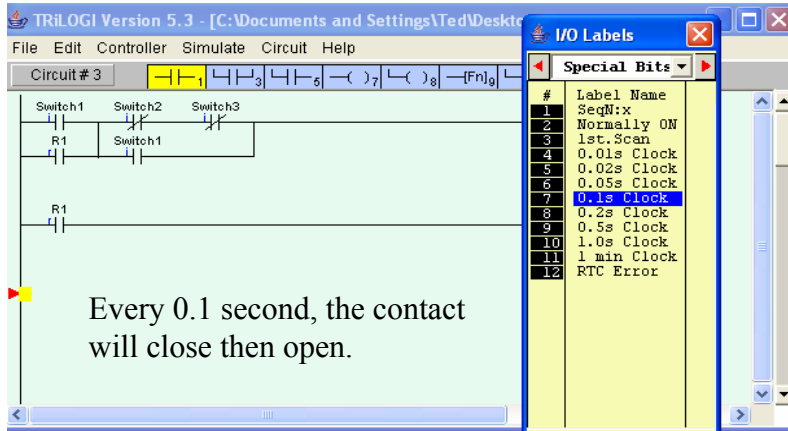 TRiLOGI Version 5.3 - [C:\Documents and Settings\Ted\Deskto
File Edit Controller Simulate Circuit Help
Circuit # 3
1 3 5 ( )7 ( )8 [Fn]9
Switch1 Switch2 Switch3
i i i
R1 Switch1
r i
R1
r
Every 0.1 second, the contact
will close then open.
I/O Labels
Special Bits
# Label Name
1 SeqN:x
2 Normally ON
3 1st.Scan
4 0.01s Clock
5 0.02s Clock
6 0.05s Clock
7 0.1s Clock
8 0.2s Clock
9 0.5s Clock
10 1.0s Clock
11 1 min Clock
12 RTC Error